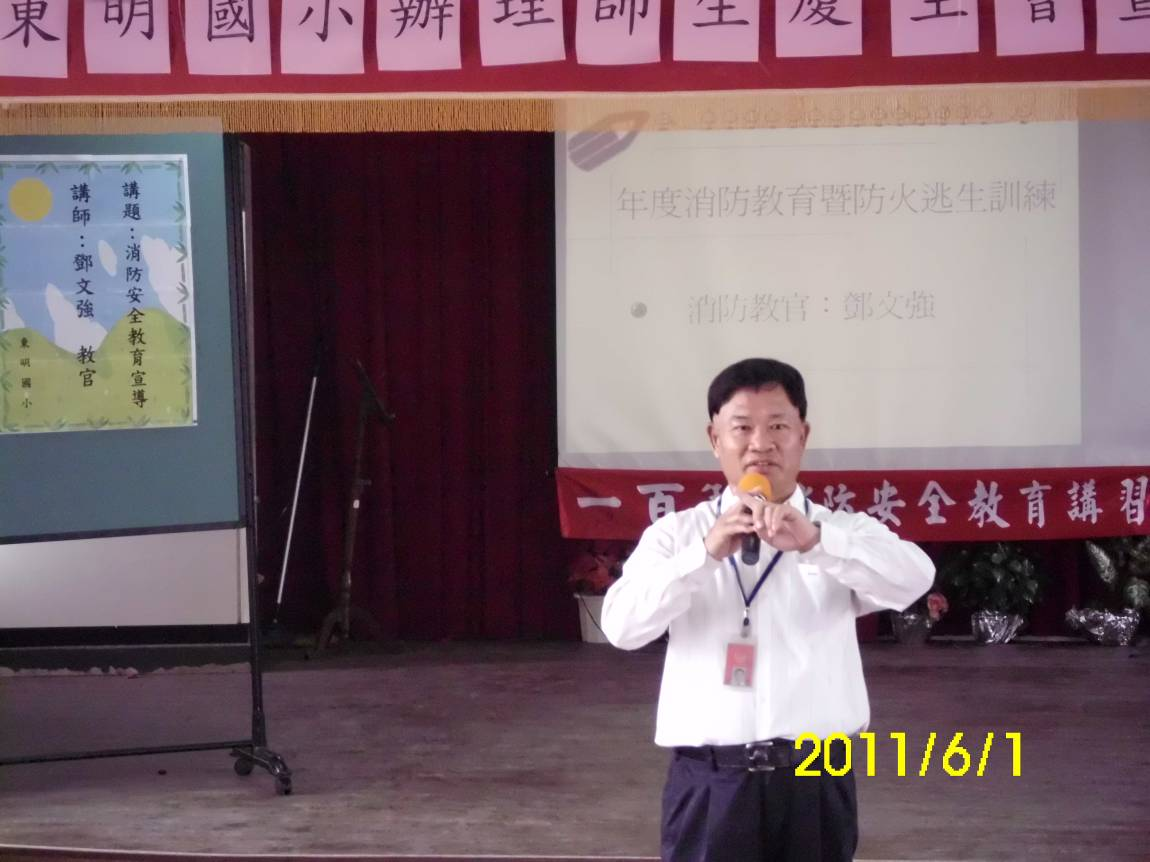 東明國小辦理師生慶生會宣
年度消防教育暨防火逃生訓練
消防教官：鄧文強
講題：消防安全教育宣導
講師：鄧文強 教官
東明國小
一百年 消防安全教育講習
2011/6/1